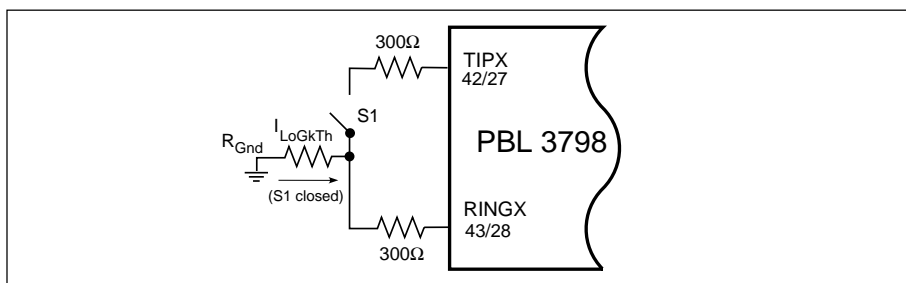 300Ω
TIPX
42/27
S1
I LoGkTh
R Gnd
PBL 3798
(S1 closed)
RINGX
43/28
300Ω